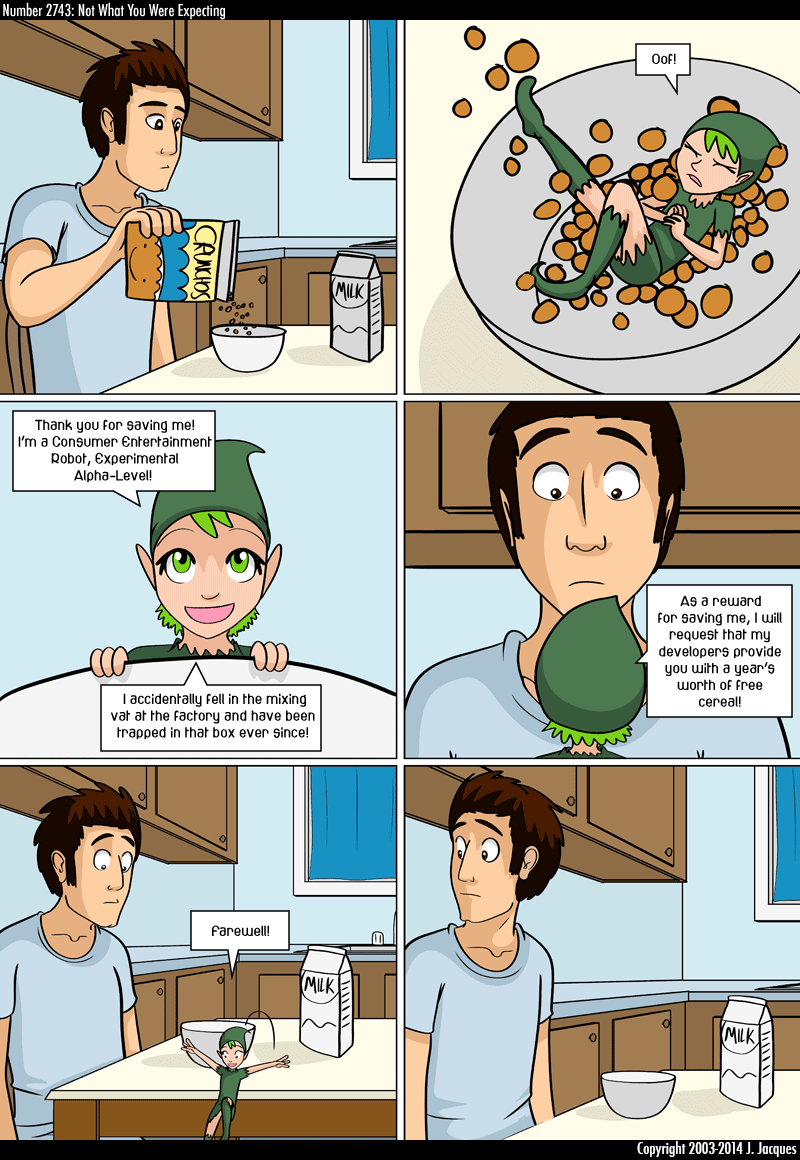 Number 2743: Not What You Were Expecting
CRUNCHOS
MILK
Oof!
Thank you for saving me!
I'm a Consumer Entertainment
Robot, Experimental
Alpha-Level!
I accidentally fell in the mixing
vat at the factory and have been
trapped in that box ever since!
As a reward
for saving me, I will
request that my
developers provide
you with a year's
worth of free
cereal!
Farewell!
MILK
MILK
Copyright 2003-2014 J. Jacques